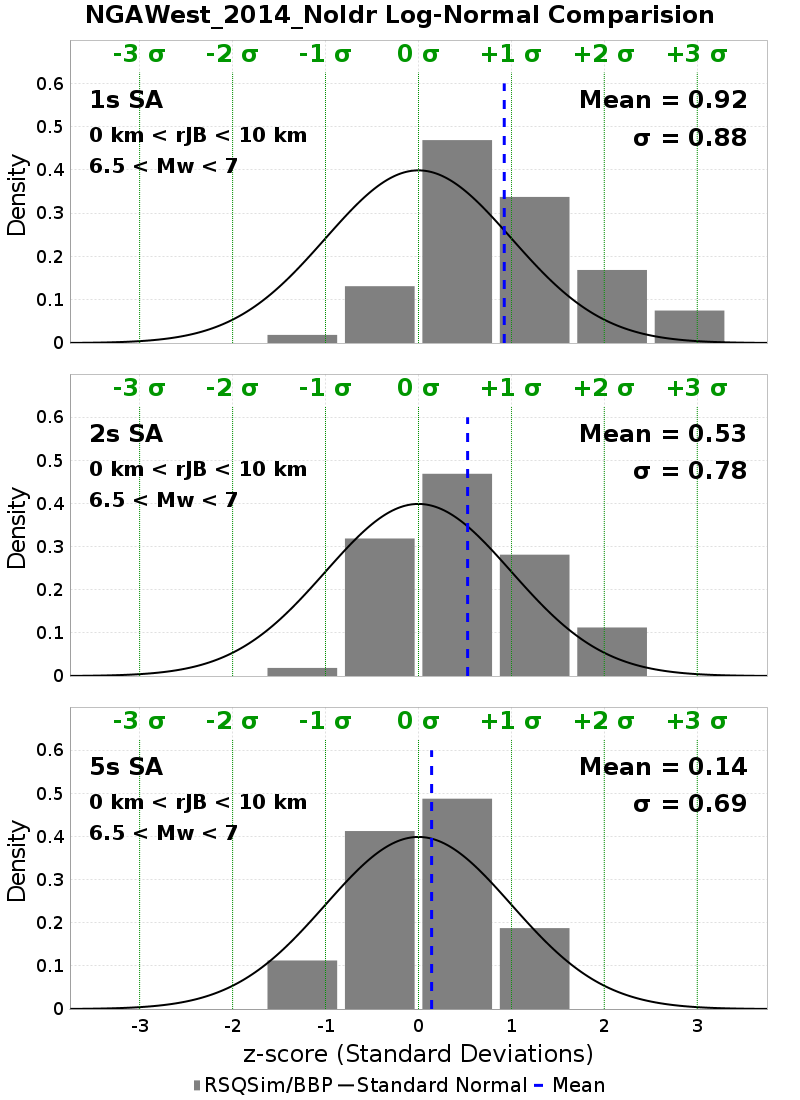 NGAWest_2014_NoIdr Log-Normal Comparision
-3 σ -2 σ -1 σ 0 σ +1 σ +2 σ +3 σ
0.6
1s SA
Mean = 0.92
0.5
0 km < rJB < 10 km
σ = 0.88
0.4
6.5 < Mw < 7
0.3
0.2
0.1
0
Density
-3 σ -2 σ -1 σ 0 σ +1 σ +2 σ +3 σ
0.6
2s SA
Mean = 0.53
0.5
0 km < rJB < 10 km
σ = 0.78
0.4
6.5 < Mw < 7
0.3
0.2
0.1
0
Density
-3 σ -2 σ -1 σ 0 σ +1 σ +2 σ +3 σ
0.6
5s SA
Mean = 0.14
0.5
0 km < rJB < 10 km
σ = 0.69
0.4
6.5 < Mw < 7
0.3
0.2
0.1
0
Density
-3 -2 -1 0 1 2 3
z-score (Standard Deviations)
RSQSim/BBP Standard Normal Mean